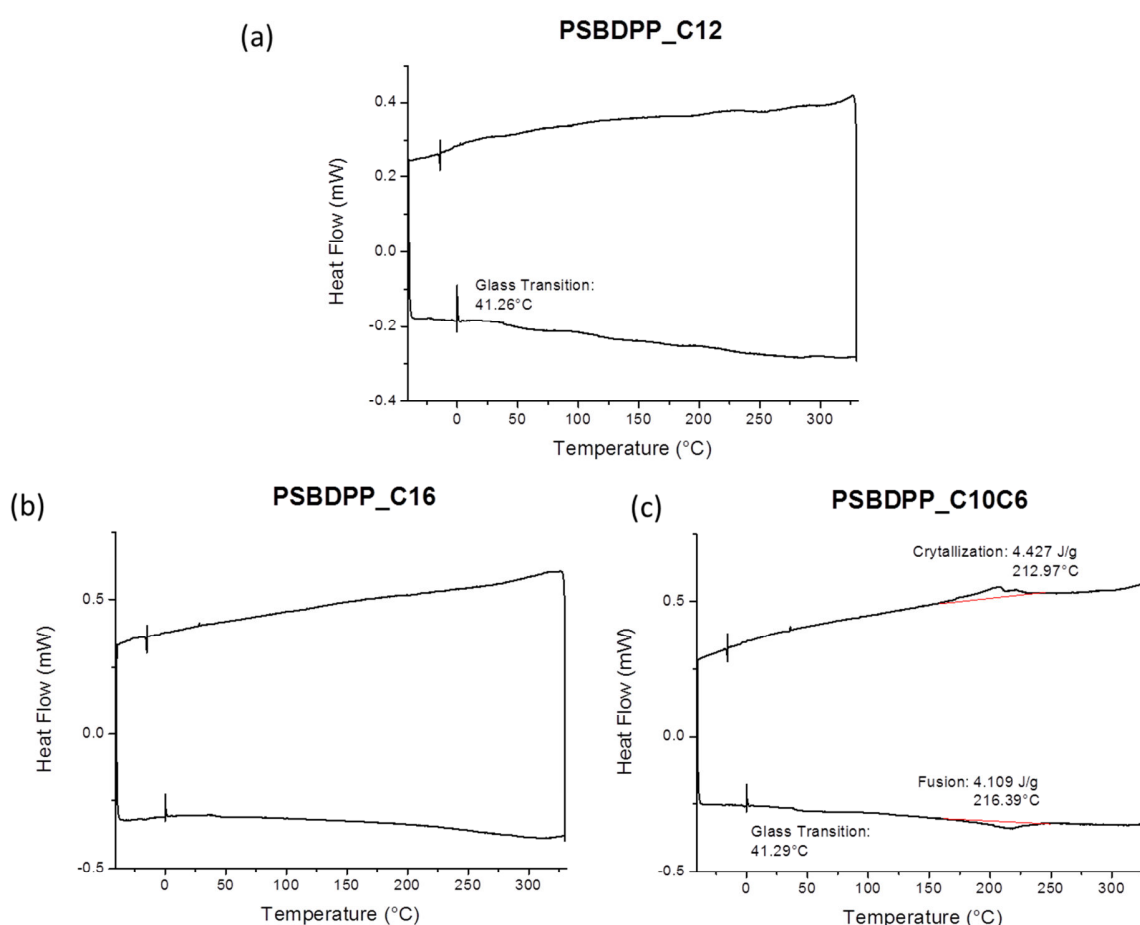 (a)
PSBDPP_C12
0.4
0.2
0.0
-0.2
-0.4
Heat Flow (mW)
Glass Transition:
41.26°C
0 50 100 150 200 250 300
Temperature (°C)
(b)
PSBDPP_C16
0.5
0.0
-0.5
Heat Flow (mW)
0 50 100 150 200 250 300
Temperature (°C)
(c)
PSBDPP_C10C6
Crytallization: 4.427 J/g
212.97°C
0.5
0.0
-0.5
Heat Flow (mW)
Fusion: 4.109 J/g
216.39°C
Glass Transition:
41.29°C
0 50 100 150 200 250 300
Temperature (°C)